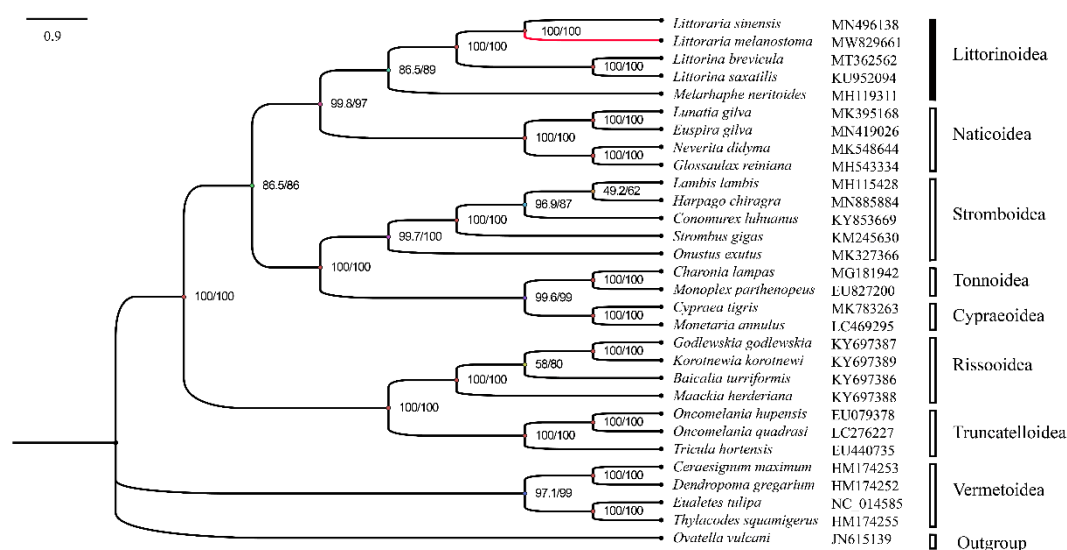 0.9
Littoraria sinensis MN496138
100/100
Littoraria melanostoma MW829661
100/100
Littorinoidea
Littorina brevicula MT362562
100/100
86.5/89
Littorina saxatilis KU952094
Melarhaphe neritoides MH119311
99.8/97
Lunatia gilva MK395168
100/100
Euspira gilva MN419026
100/100
Naticoidea
Neverita didyma MK548644
100/100
Glossaulax reiniana MH543334
86.5/86
Lambis lambis MH115428
49.2/62
96.9/87
Harpago chiragra MN885884
100/100
Stromboidea
Conomurex luhuanus KY853669
99.7/100
Strombus gigas KM245630
Onustus exutus MK327366
100/100
Charonia lampas MG181942
100/100
Tonnoidea
Monoplex parthenopeus EU827200
100/100
99.6/99
Cypraea tigris MK783263
100/100
Cypraeoidea
Monetaria annulus LC469295
Godlewskia godlewskia KY697387
100/100
58/80
Korotnewia korotnewi KY697389
Rissooidea
100/100
Baicalia turriformis KY697386
Maackia herderiana KY697388
100/100
Oncomelania hupensis EU079378
100/100
Oncomelania quadrasi LC276227
100/100
Truncatelloidea
Tricula hortensis EU440735
Ceraesignum maximum HM174253
100/100
Dendropoma gregarium HM174252
97.1/99
Vermetoidea
Eualetes tulipa NC_014585
100/100
Thylacodes squamigerus HM174255
Ovatella vulcani JN615139
Outgroup